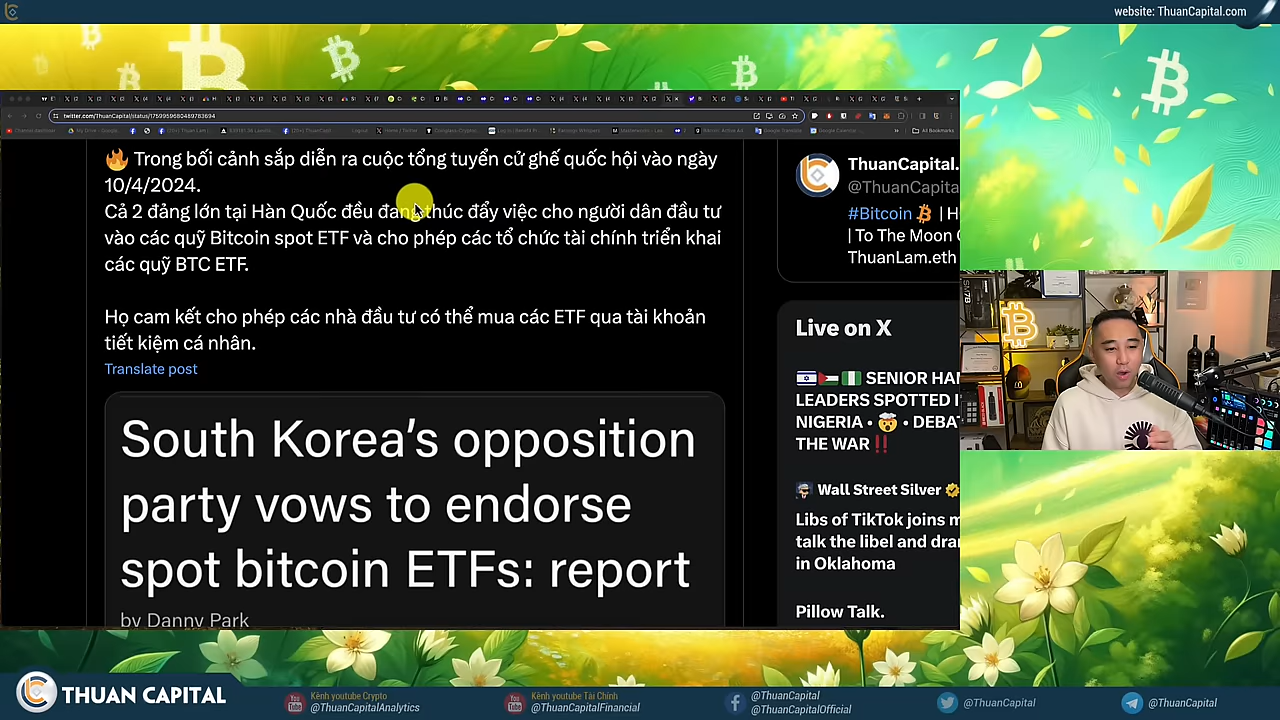 website: ThuanCapital.com
twitter.com/ThuanCapital/status/1759959680489783694
All Bookmarks
🔥 Trong bối cảnh sắp diễn ra cuộc tổng tuyển cử ghế quốc hội vào ngày
10/4/2024.
Cả 2 đảng lớn tại Hàn Quốc đều đang thúc đẩy việc cho người dân đầu tư
vào các quỹ Bitcoin spot ETF và cho phép các tổ chức tài chính triển khai
các quỹ BTC ETF.
Họ cam kết cho phép các nhà đầu tư có thể mua các ETF qua tài khoản
tiết kiệm cá nhân.
Translate post
South Korea’s opposition
party vows to endorse
spot bitcoin ETFs: report
by Danny Park
ThuanCapital.
@ThuanCapita
#Bitcoin | H
| To The Moon
ThuanLam.eth
Live on X
SENIOR HA
LEADERS SPOTTED I
NIGERIA • 🤯 • DEBA
THE WAR‼️
Wall Street Silver
Libs of TikTok joins m
talk the libel and dra
in Oklahoma
Pillow Talk.
THUAN CAPITAL
Kênh youtube Crypto
@ThuanCapitalAnalytics
Kênh youtube Tài Chính
@ThuanCapitalFinancial
@ThuanCapital
@ThuanCapitalOfficial
@ThuanCapital
@ThuanCapital